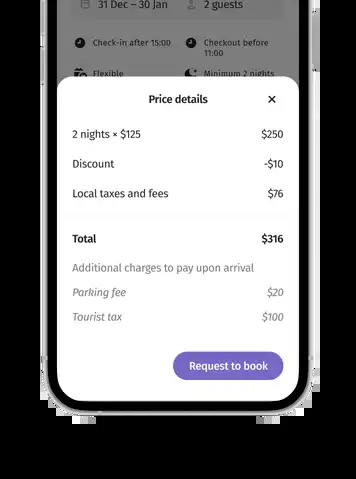 31 Dec – 30 Jan
2 guests
Check-in after 15:00
Checkout before
11:00
Flexible
Minimum 2 nights
Price details
2 nights × $125
$250
Discount
-$10
Local taxes and fees
$76
Total
$316
Additional charges to pay upon arrival
Parking fee
$20
Tourist tax
$100
Request to book